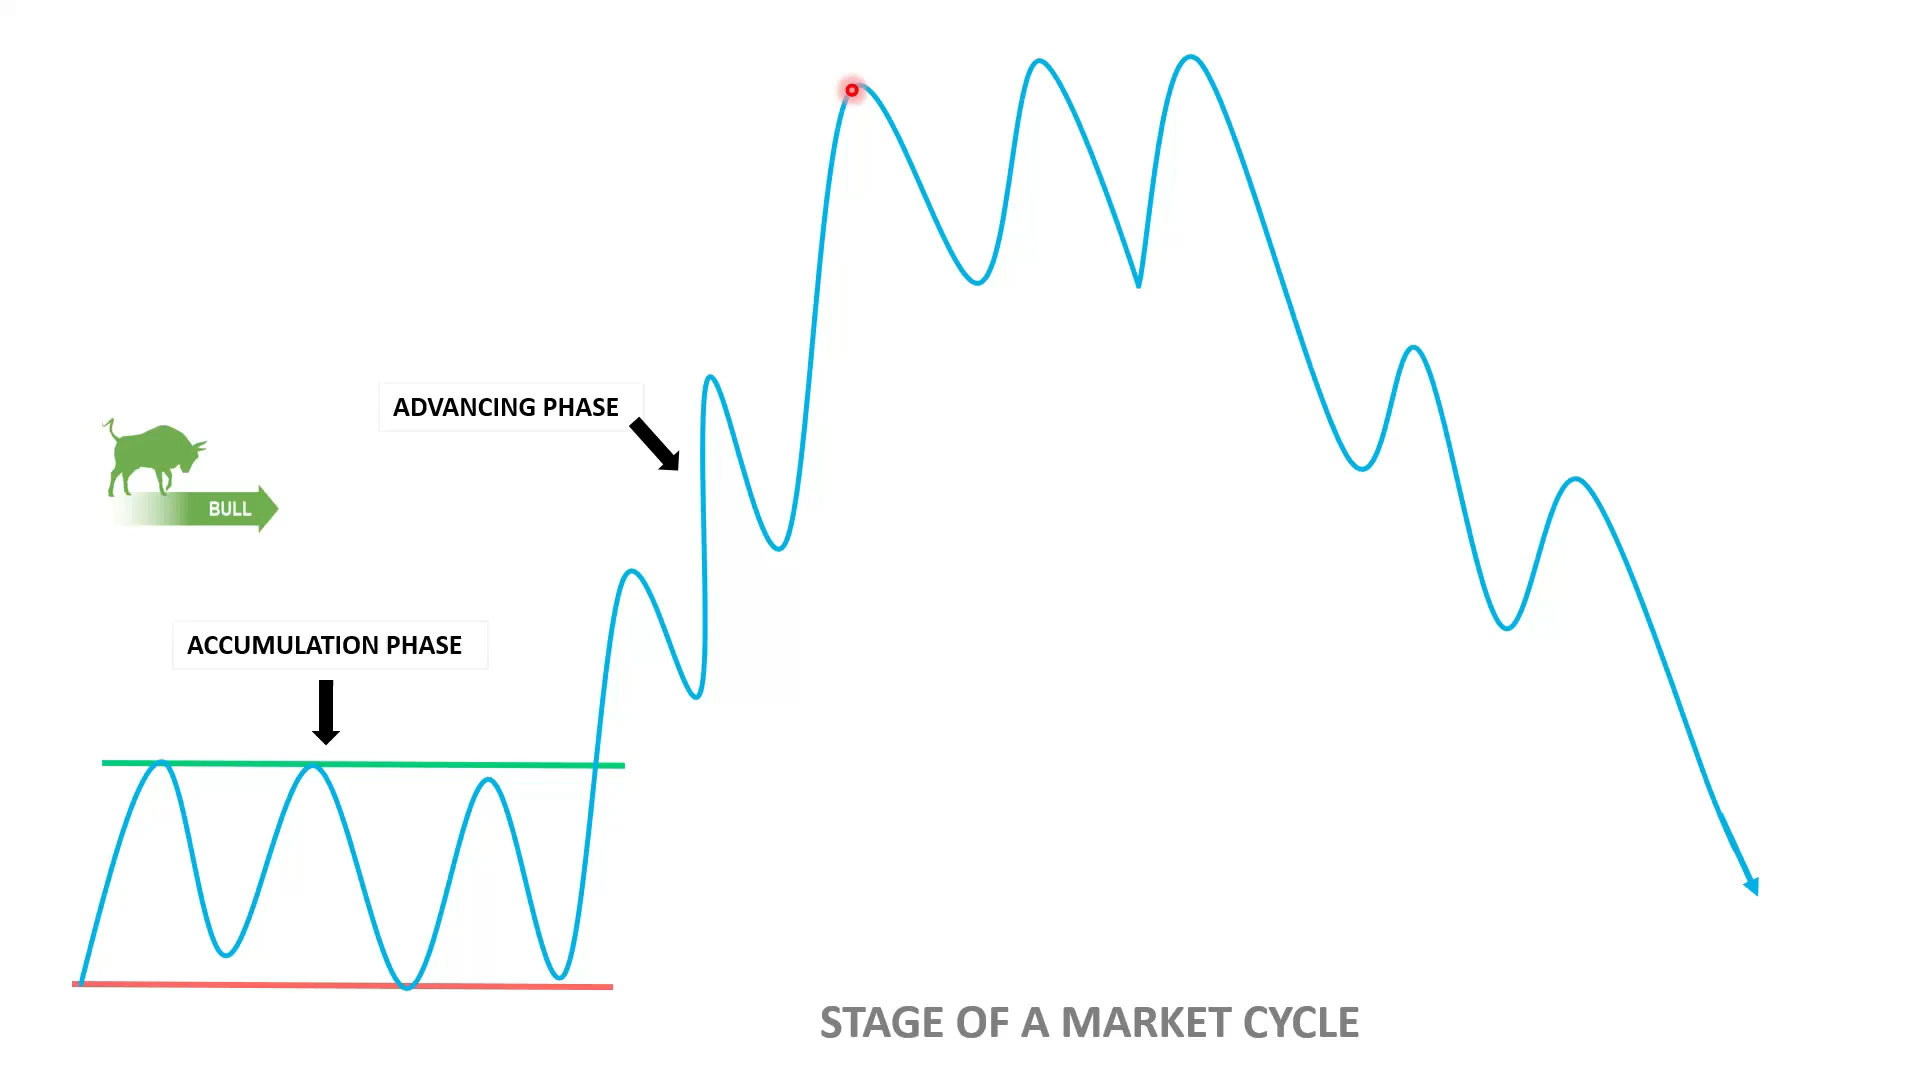 ADVANCING PHASE
BULL
ACCUMULATION PHASE
STAGE OF A MARKET CYCLE